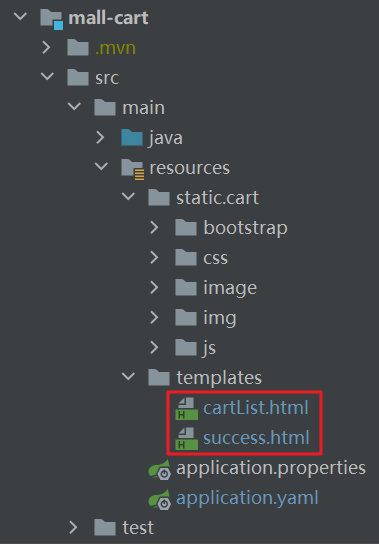 mall-cart
.mvn
src
main
java
resources
static.cart
bootstrap
css
image
img
js
templates
cartList.html
success.html
application.properties
application.yaml
test